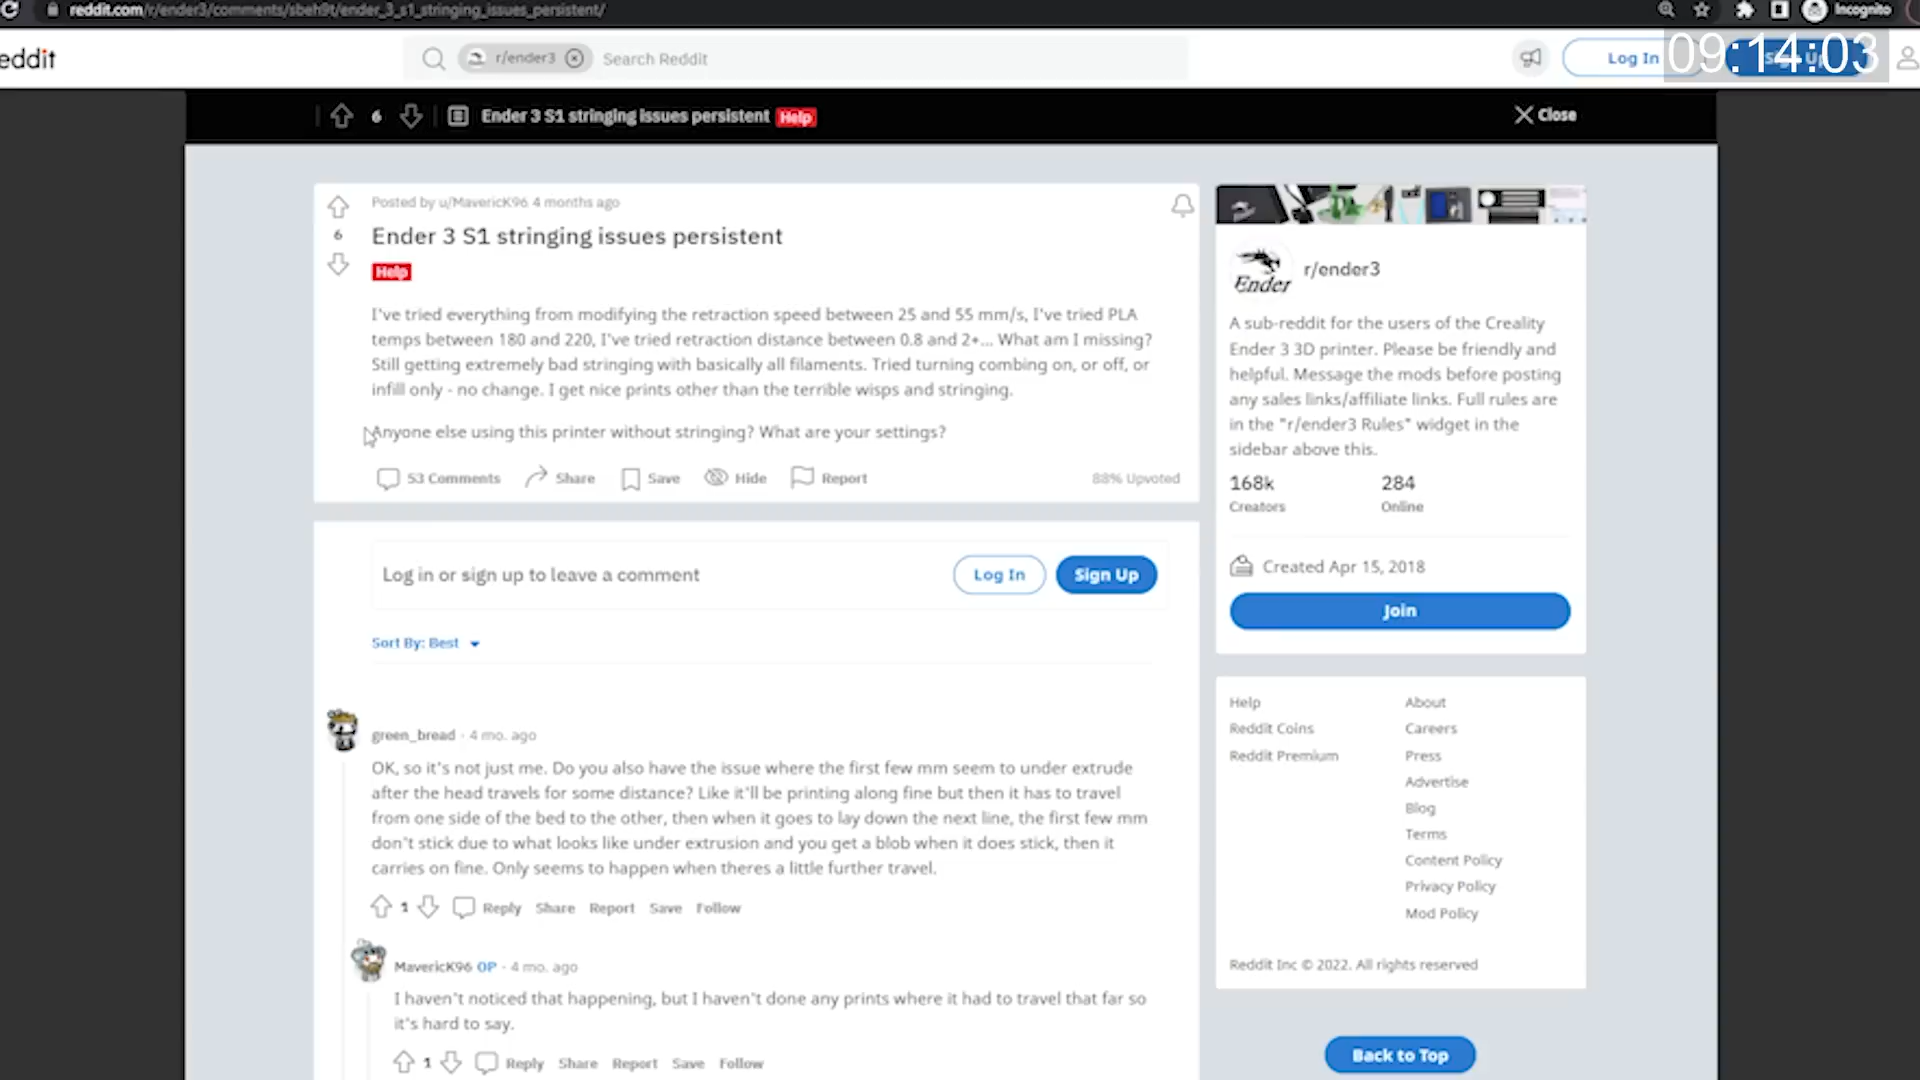 reddit.com/r/ender3/comments/sbeh9t/ender_3_s1_stringing_issues_persistent/
Incognito
eddit
r/ender3
Search Reddit
Log In
09:14:03
6
Ender 3 S1 stringing issues persistent Help
Close
Posted by u/MavericK96 4 months ago
6
Ender 3 S1 stringing issues persistent
Help
I've tried everything from modifying the retraction speed between 25 and 55 mm/s, I've tried PLA
temps between 180 and 220, I've tried retraction distance between 0.8 and 2+... What am I missing?
Still getting extremely bad stringing with basically all filaments. Tried turning combing on, or off, or
infill only - no change. I get nice prints other than the terrible wisps and stringing.
Anyone else using this printer without stringing? What are your settings?
53 Comments Share Save Hide Report 88% Upvoted
Log in or sign up to leave a comment
Log In
Sign Up
Sort By: Best
green_bread · 4 mo. ago
OK, so it's not just me. Do you also have the issue where the first few mm seem to under extrude
after the head travels for some distance? Like it'll be printing along fine but then it has to travel
from one side of the bed to the other, then when it goes to lay down the next line, the first few mm
don't stick due to what looks like under extrusion and you get a blob when it does stick, then it
carries on fine. Only seems to happen when theres a little further travel.
1 Reply Share Report Save Follow
MavericK96 OP · 4 mo. ago
I haven't noticed that happening, but I haven't done any prints where it had to travel that far so
it's hard to say.
1 Reply Share Report Save Follow
Ender
r/ender3
A sub-reddit for the users of the Creality
Ender 3 3D printer. Please be friendly and
helpful. Message the mods before posting
any sales links/affiliate links. Full rules are
in the "r/ender3 Rules" widget in the
sidebar above this.
168k 284
Creators Online
Created Apr 15, 2018
Join
Help About
Reddit Coins Careers
Reddit Premium Press
Advertise
Blog
Terms
Content Policy
Privacy Policy
Mod Policy
Reddit Inc © 2022. All rights reserved
Back to Top